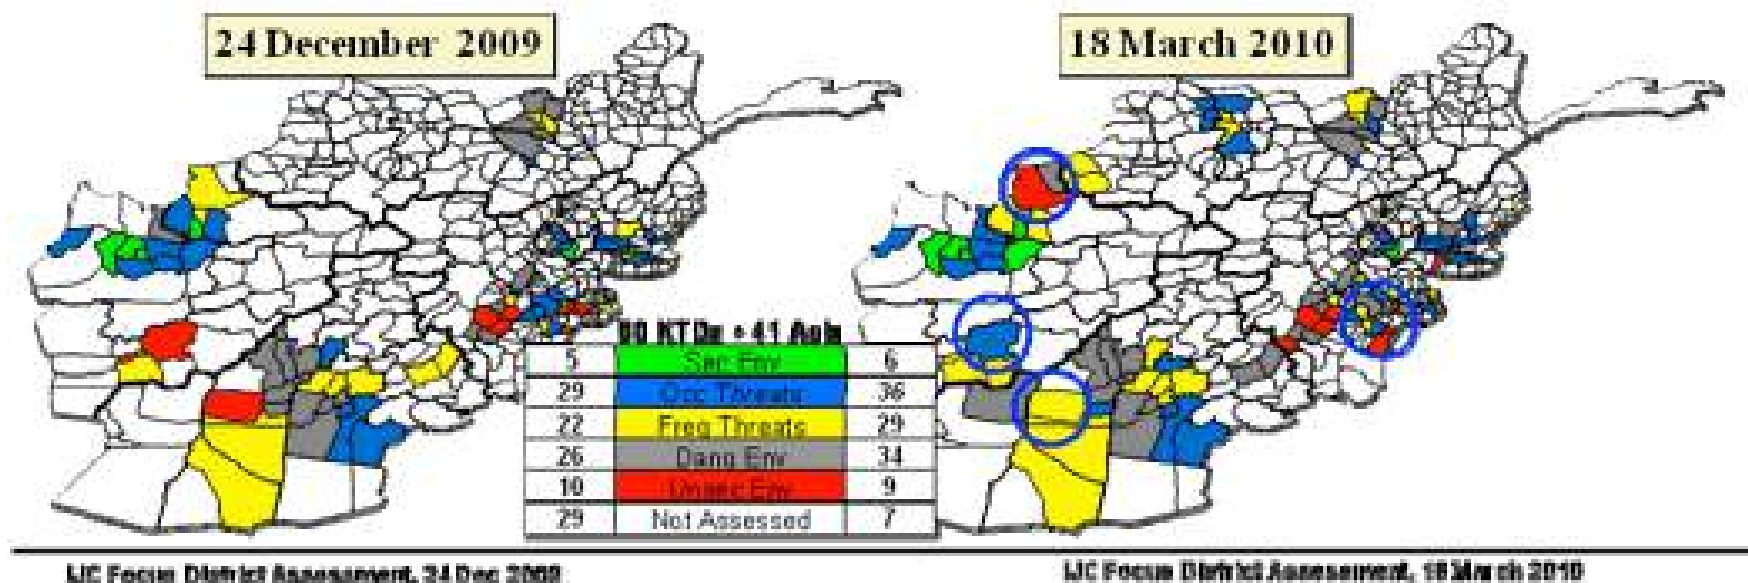 24 December 2009
18 March 2010
5 Sec Env 6
29 Occ Threats 36
22 Freq Threats 29
26 Dang Env 34
10 Unsec Env 9
29 Not Assessed 7
IJC Focus District Assessment, 24 Dec 2009
IJC Focus District Assessment, 18 March 2010